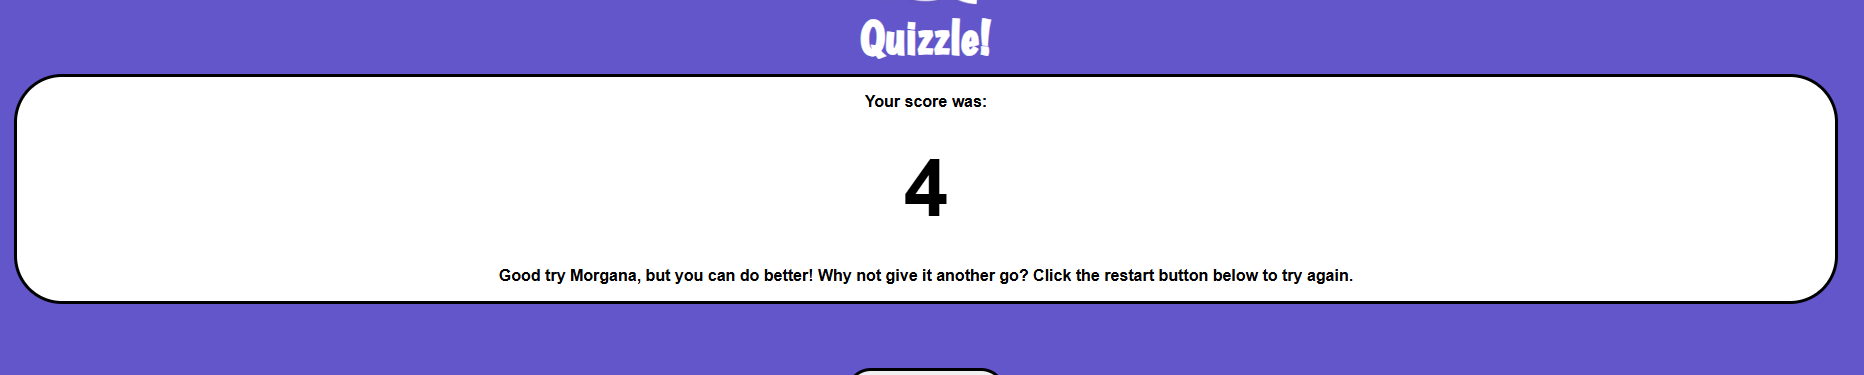 Quizzle!
Your score was:
4
Good try Morgana, but you can do better! Why not give it another go? Click the restart button below to try again.